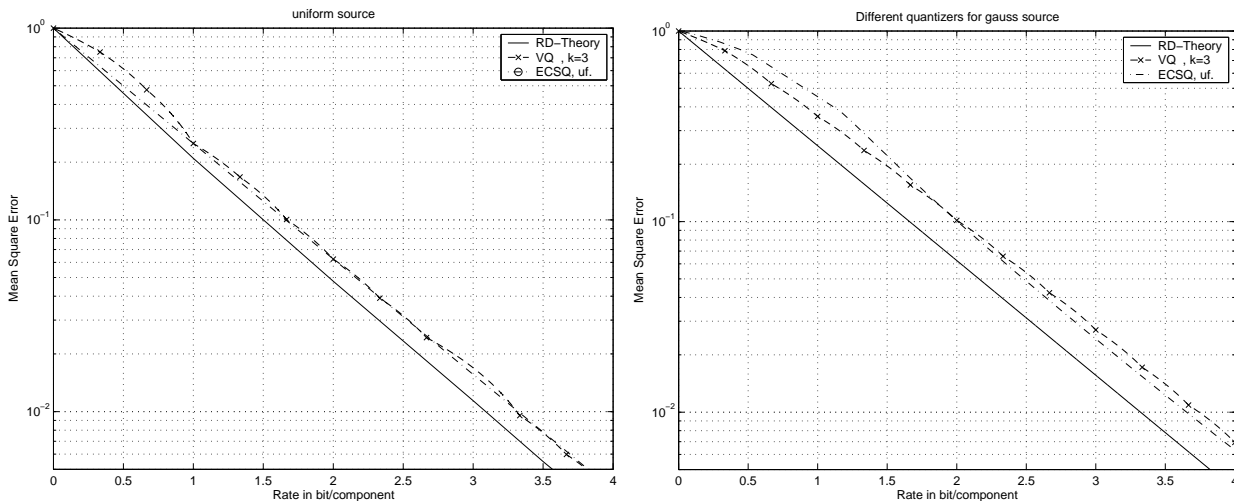 uniform source
10^0
10^-1
10^-2
Mean Square Error
RD-Theory
VQ , k=3
ECSQ, uf.
0 0.5 1 1.5 2 2.5 3 3.5 4
Rate in bit/component
Different quantizers for gauss source
10^0
10^-1
10^-2
Mean Square Error
RD-Theory
VQ , k=3
ECSQ, uf.
0 0.5 1 1.5 2 2.5 3 3.5 4
Rate in bit/component